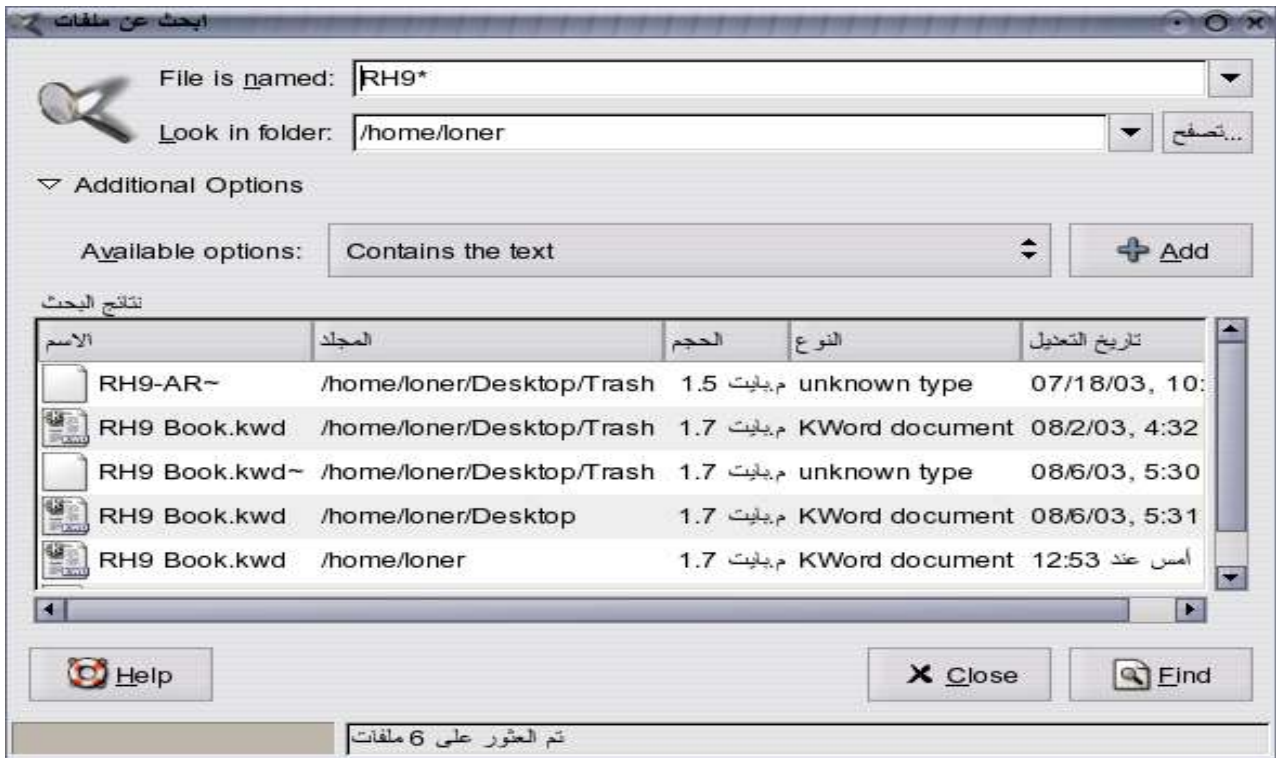 ابحث عن ملفات
File is named: RH9*
Look in folder: /home/loner تصفح...
Additional Options
Available options: Contains the text Add
نتائج البحث
الاسم المجلد الحجم النوع تاريخ التعديل
RH9-AR~ /home/loner/Desktop/Trash 1.5 م.بايت unknown type 07/18/03, 10:
RH9 Book.kwd /home/loner/Desktop/Trash 1.7 م.بايت KWord document 08/2/03, 4:32
RH9 Book.kwd~ /home/loner/Desktop/Trash 1.7 م.بايت unknown type 08/6/03, 5:30
RH9 Book.kwd /home/loner/Desktop 1.7 م.بايت KWord document 08/6/03, 5:31
RH9 Book.kwd /home/loner 1.7 م.بايت KWord document أمس عند 12:53
Help Close Find
تم العثور على 6 ملفات